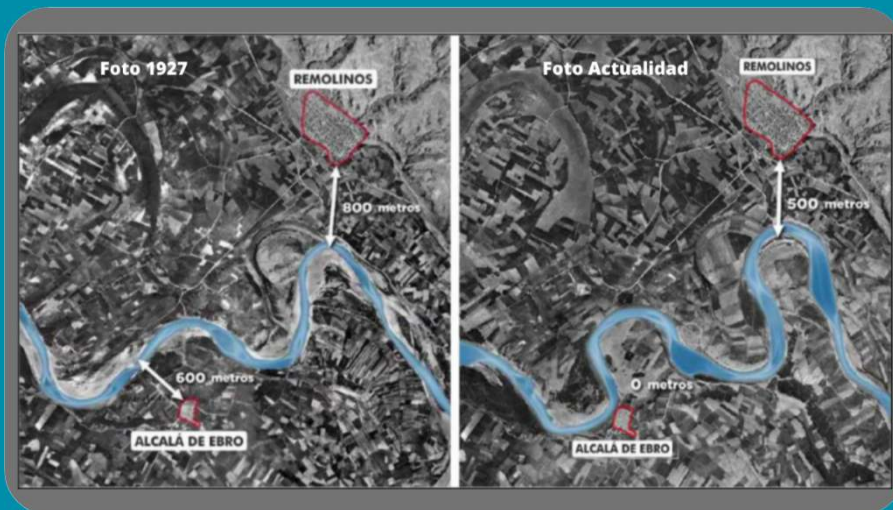 Foto 1927
REMOLINOS
800 metros
600 metros
ALCALÁ DE EBRO
Foto Actualidad
REMOLINOS
500 metros
0 metros
ALCALÁ DE EBRO